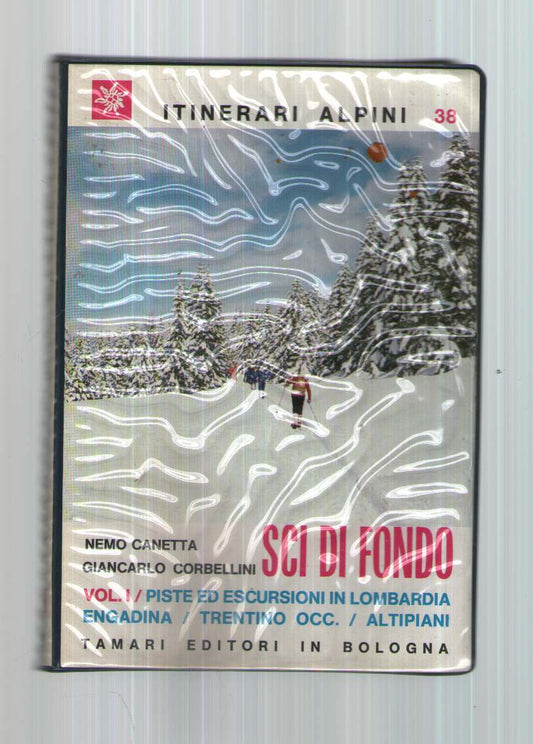 ITINERARI ALPINI 38
NEMO CANETTA
GIANCARLO CORBELLINI SCI DI FONDO
VOL. I / PISTE ED ESCURSIONI IN LOMBARDIA
ENGADINA / TRENTINO OCC. / ALTIPIANI
TAMARI EDITORI IN BOLOGNA